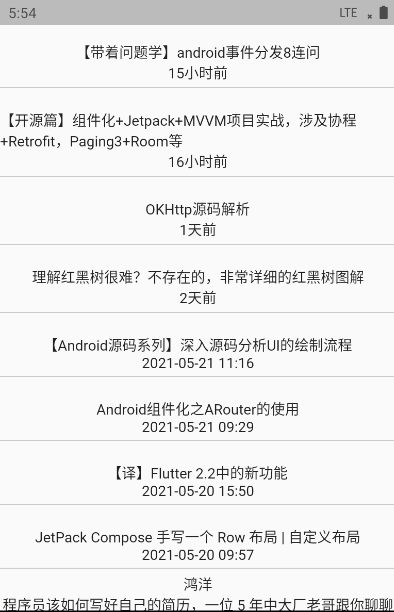 5:54 LTE
【带着问题学】android事件分发8连问
15小时前
【开源篇】组件化+Jetpack+MVVM项目实战，涉及协程
+Retrofit，Paging3+Room等
16小时前
OKHttp源码解析
1天前
理解红黑树很难？不存在的，非常详细的红黑树图解
2天前
【Android源码系列】深入源码分析UI的绘制流程
2021-05-21 11:16
Android组件化之ARouter的使用
2021-05-21 09:29
【译】Flutter 2.2中的新功能
2021-05-20 15:50
JetPack Compose 手写一个 Row 布局 | 自定义布局
2021-05-20 09:57
鸿洋
程序员该如何写好自己的简历，一位 5 年中大厂老哥跟你聊聊